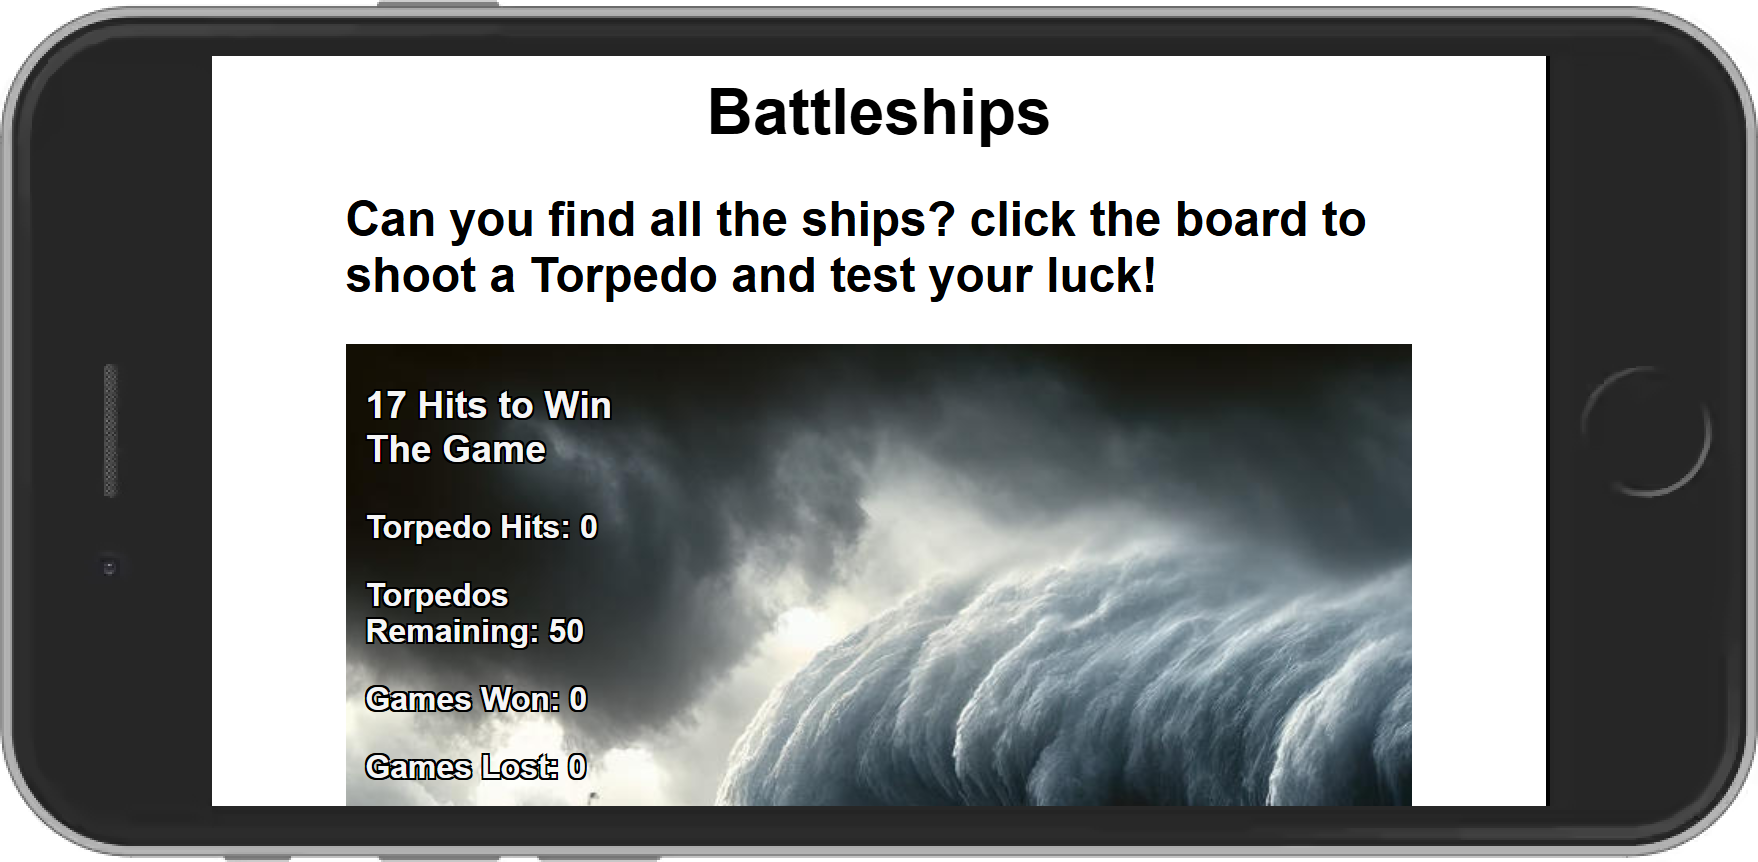 Battleships
Can you find all the ships? click the board to
shoot a Torpedo and test your luck!
17 Hits to Win
The Game
Torpedo Hits: 0
Torpedos
Remaining: 50
Games Won: 0
Games Lost: 0